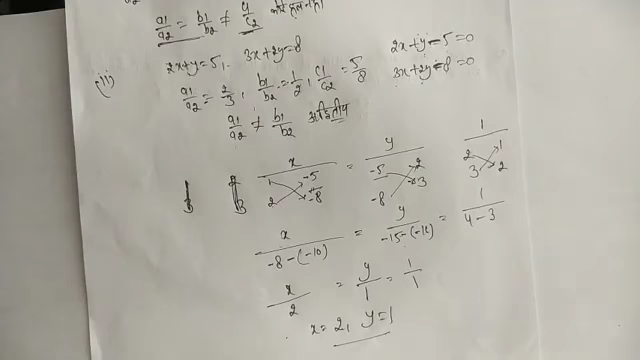 a1/a2 = b1/b2 ≠ c1/c2
(ii) 2x+y=5, 3x+2y=8
2x+y-5=0
a1/a2 = 2/3, b1/b2 = 1/2, c1/c2 = 5/8
3x+2y-8=0
a1/a2 ≠ b1/b2 अद्वितीय
x = y 1
1 -5 -5 2 2 1
2 -8 -8 3 3 2
x/-8-(-10) = y/-15-(-16) = 1/4-3
x/2 = y/1 = 1/1
x=2, y=1